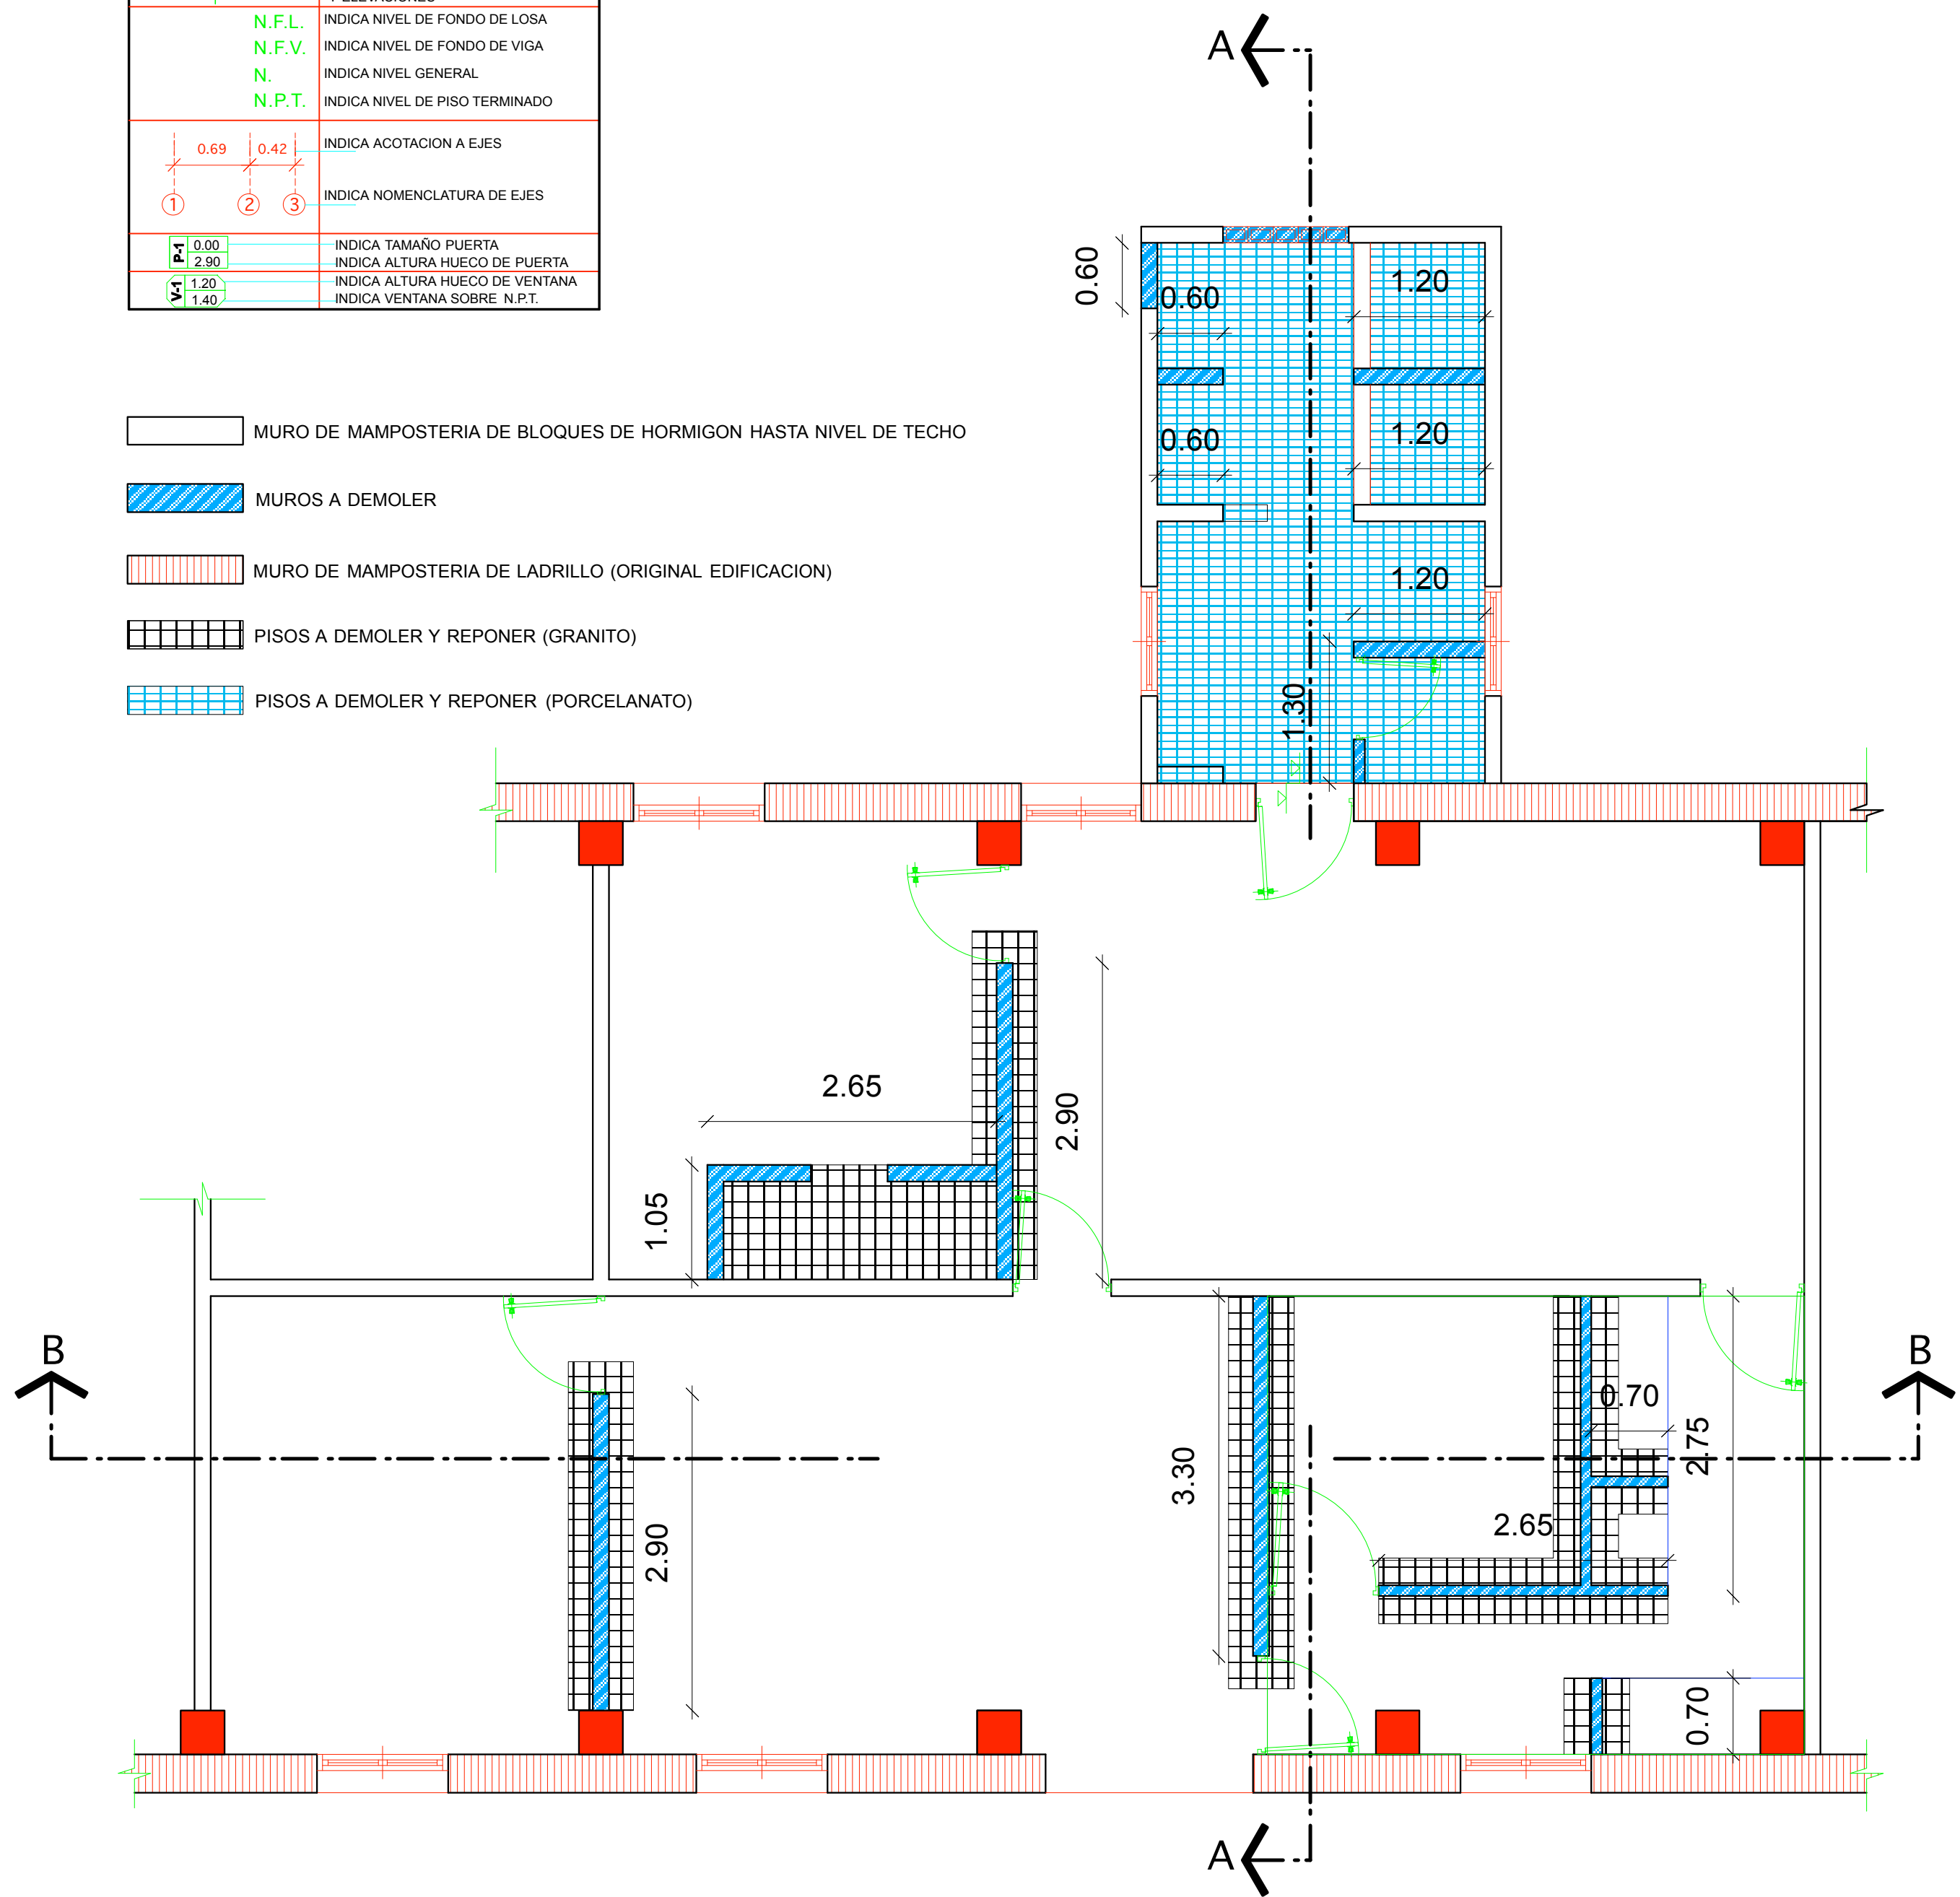 N.F.L. INDICA NIVEL DE FONDO DE LOSA
N.F.V. INDICA NIVEL DE FONDO DE VIGA
N. INDICA NIVEL GENERAL
N.P.T. INDICA NIVEL DE PISO TERMINADO
0.69 0.42 INDICA ACOTACION A EJES
1 2 3 INDICA NOMENCLATURA DE EJES
P-1
0.00 INDICA TAMAÑO PUERTA
2.90 INDICA ALTURA HUECO DE PUERTA
V-1
1.20 INDICA ALTURA HUECO DE VENTANA
1.40 INDICA VENTANA SOBRE N.P.T.
MURO DE MAMPOSTERIA DE BLOQUES DE HORMIGON HASTA NIVEL DE TECHO
MUROS A DEMOLER
MURO DE MAMPOSTERIA DE LADRILLO (ORIGINAL EDIFICACION)
PISOS A DEMOLER Y REPONER (GRANITO)
PISOS A DEMOLER Y REPONER (PORCELANATO)
A
0.60
0.60
1.20
0.60
1.20
1.20
1.30
2.65
2.90
1.05
B
B
0.70
2.75
3.30
2.65
2.90
0.70
A